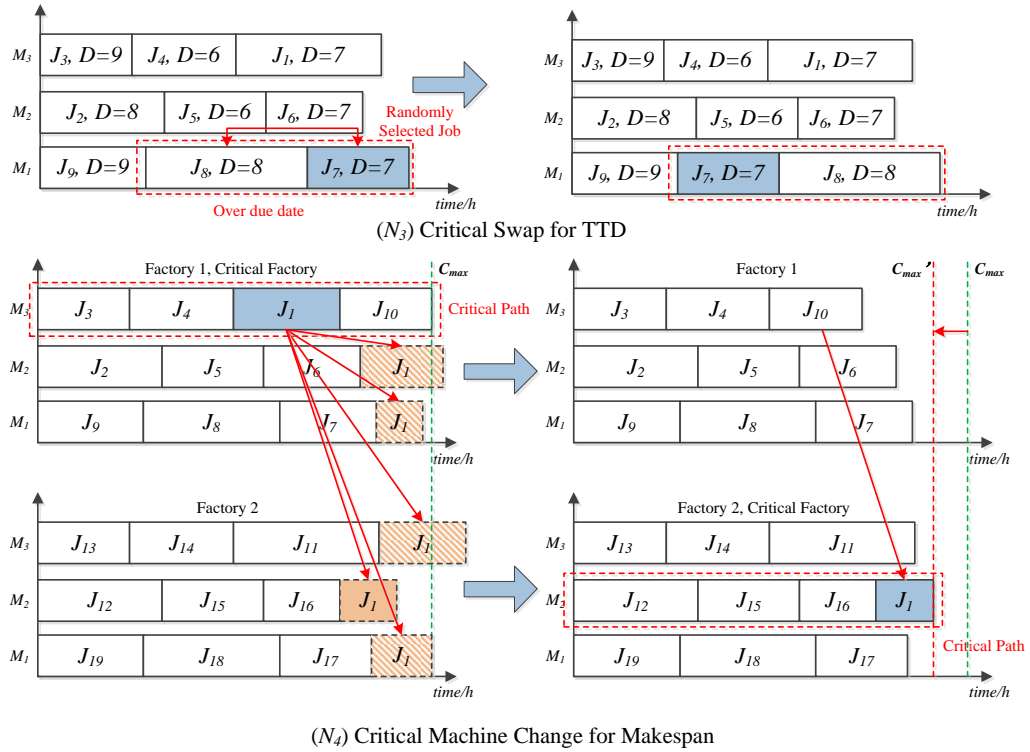 M3 J3, D=9 J4, D=6 J1, D=7
M2 J2, D=8 J5, D=6 J6, D=7
M1 J9, D=9 J8, D=8 J7, D=7
Randomly
Selected Job
Over due date
time/h
M3 J3, D=9 J4, D=6 J1, D=7
M2 J2, D=8 J5, D=6 J6, D=7
M1 J9, D=9 J7, D=7 J8, D=8
time/h
(N3) Critical Swap for TTD
Factory 1, Critical Factory
Cmax
M3 J3 J4 J1 J10
Critical Path
M2 J2 J5 J6 J1
M1 J9 J8 J7 J1
time/h
Factory 1
Cmax’ Cmax
M3 J3 J4 J10
M2 J2 J5 J6
M1 J9 J8 J7
time/h
Factory 2
M3 J13 J14 J11 J1
M2 J12 J15 J16 J1
M1 J19 J18 J17 J1
time/h
Factory 2, Critical Factory
M3 J13 J14 J11
M2 J12 J15 J16 J1
Critical Path
M1 J19 J18 J17
time/h
(N4) Critical Machine Change for Makespan